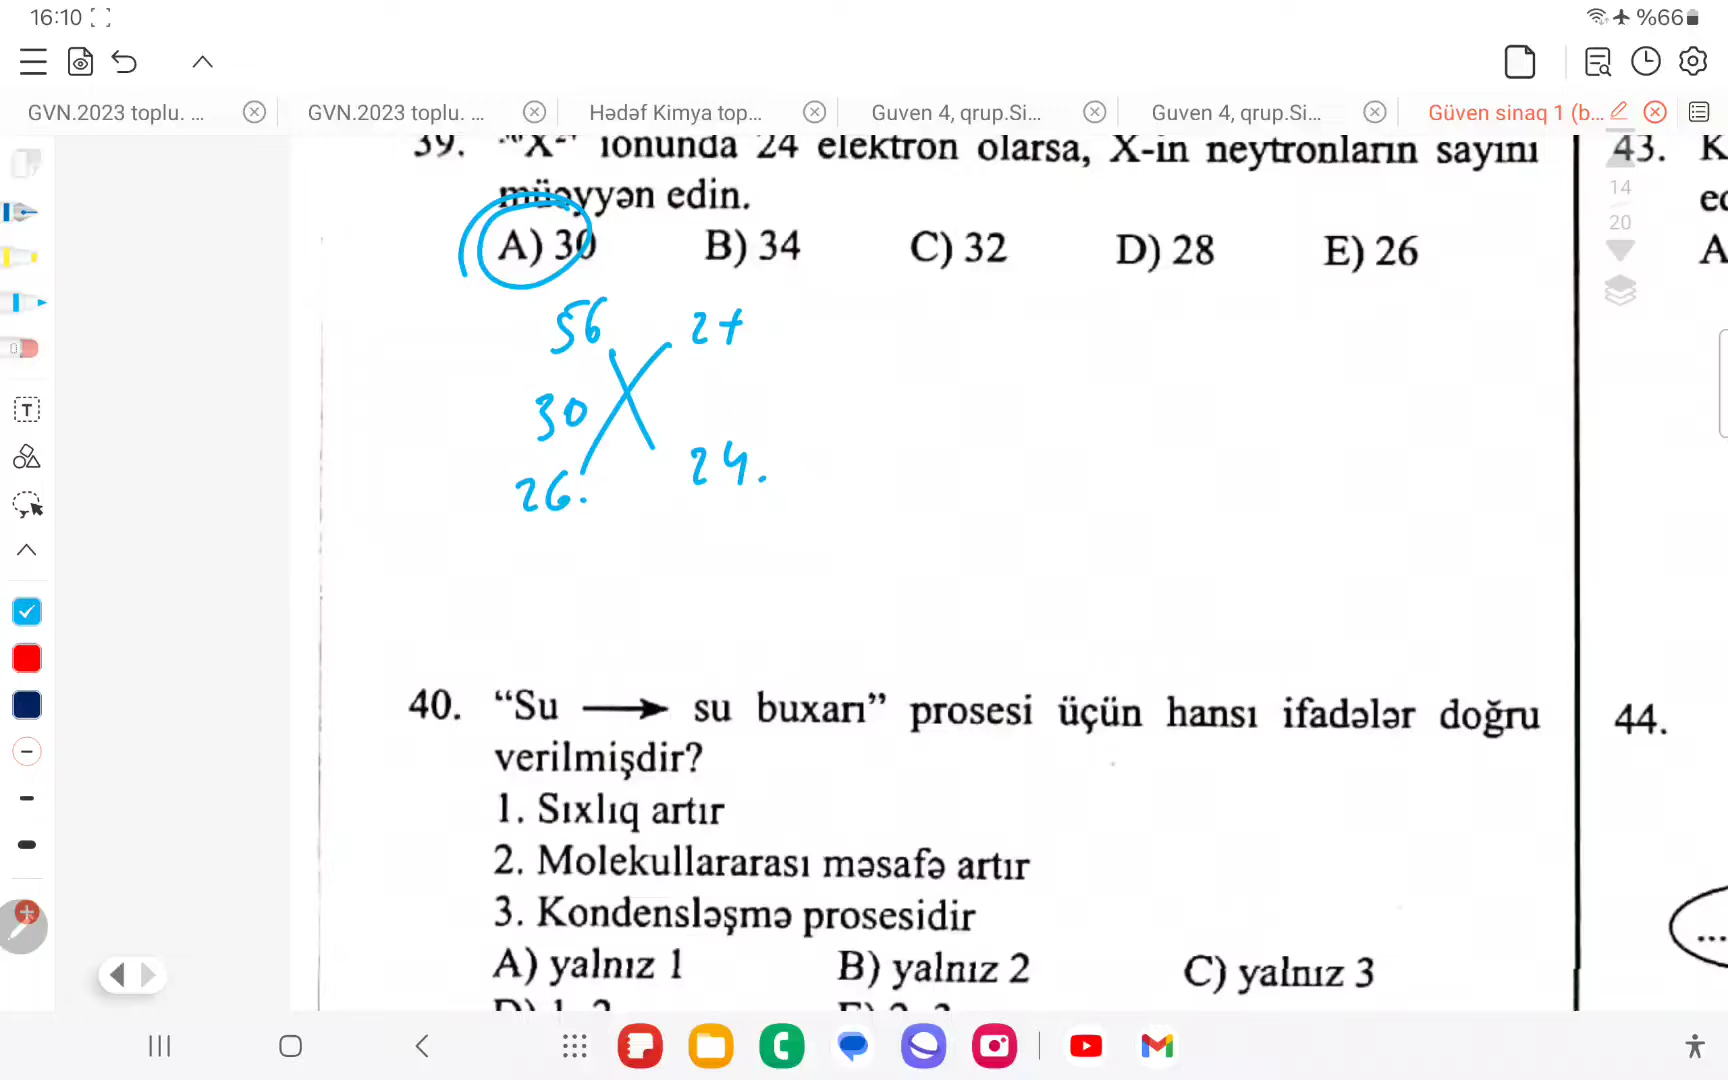 16:10
%66
GVN.2023 toplu. ...
GVN.2023 toplu. ...
Hədəf Kimya top...
Guven 4, qrup.Si...
Guven 4, qrup.Si...
Güven sinaq 1 (b...
39. X²⁺ ionunda 24 elektron olarsa, X-in neytronların sayını
müəyyən edin.
A) 30 B) 34 C) 32 D) 28 E) 26
56 2+
30
26. 24.
40. “Su → su buxarı” prosesi üçün hansı ifadələr doğru
verilmişdir?
1. Sıxlıq artır
2. Molekullararası məsafə artır
3. Kondensləşmə prosesidir
A) yalnız 1 B) yalnız 2 C) yalnız 3
43. K
A
44.
...
14
20
T